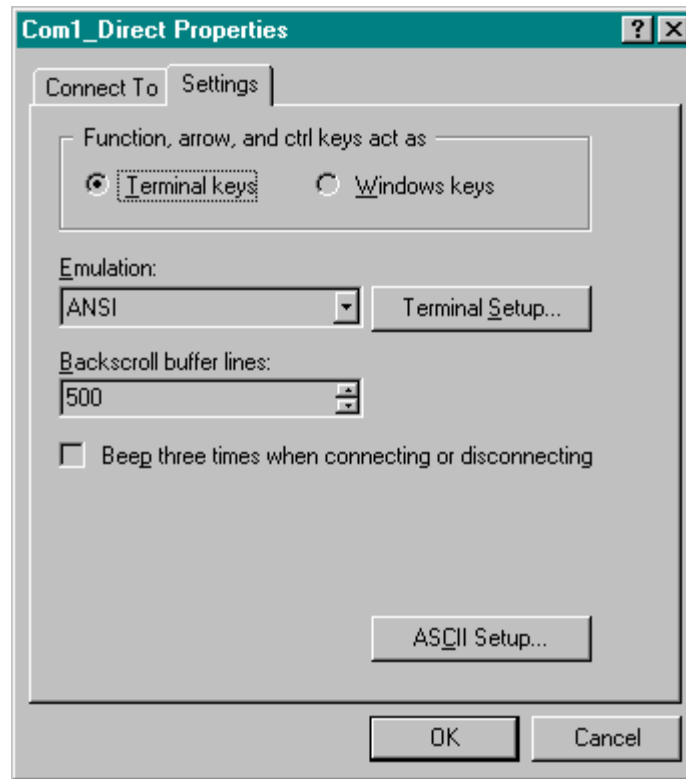 Com1_Direct Properties
Connect To Settings
Function, arrow, and ctrl keys act as
Terminal keys Windows keys
Emulation:
ANSI Terminal Setup...
Backscroll buffer lines:
500
Beep three times when connecting or disconnecting
ASCII Setup...
OK Cancel